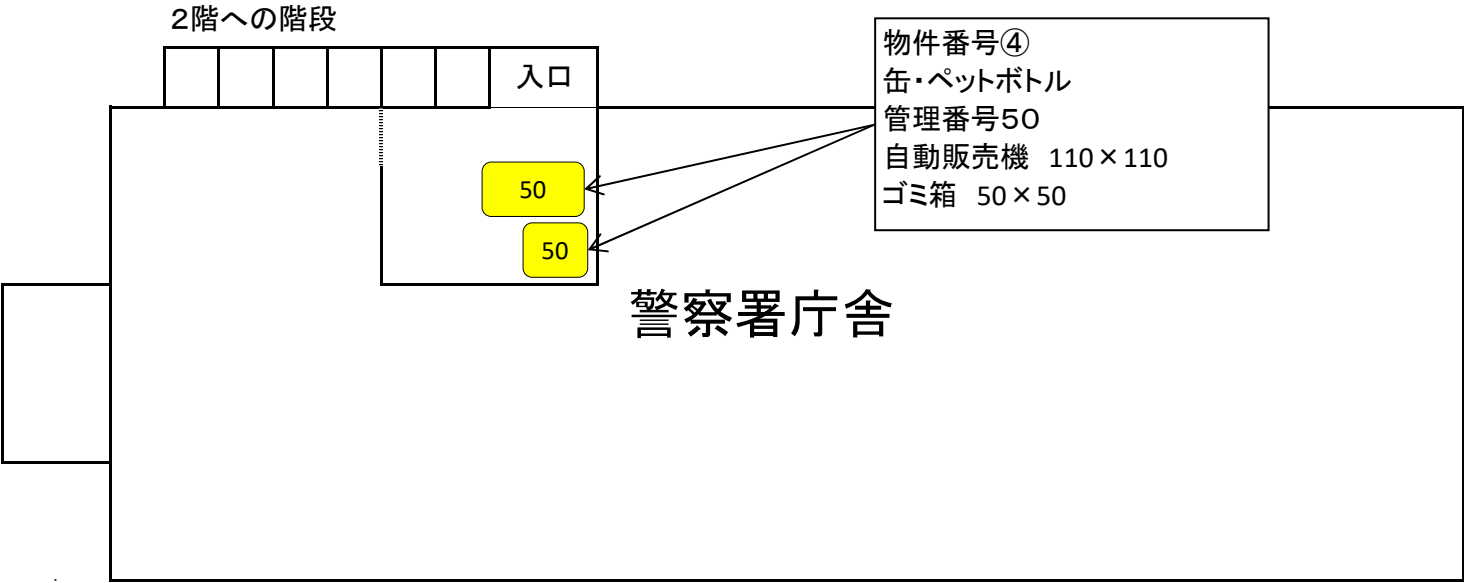 ２階への階段
入口
物件番号④
缶・ペットボトル
管理番号５０
自動販売機 110×110
ゴミ箱 50×50
50
50
警察署庁舎